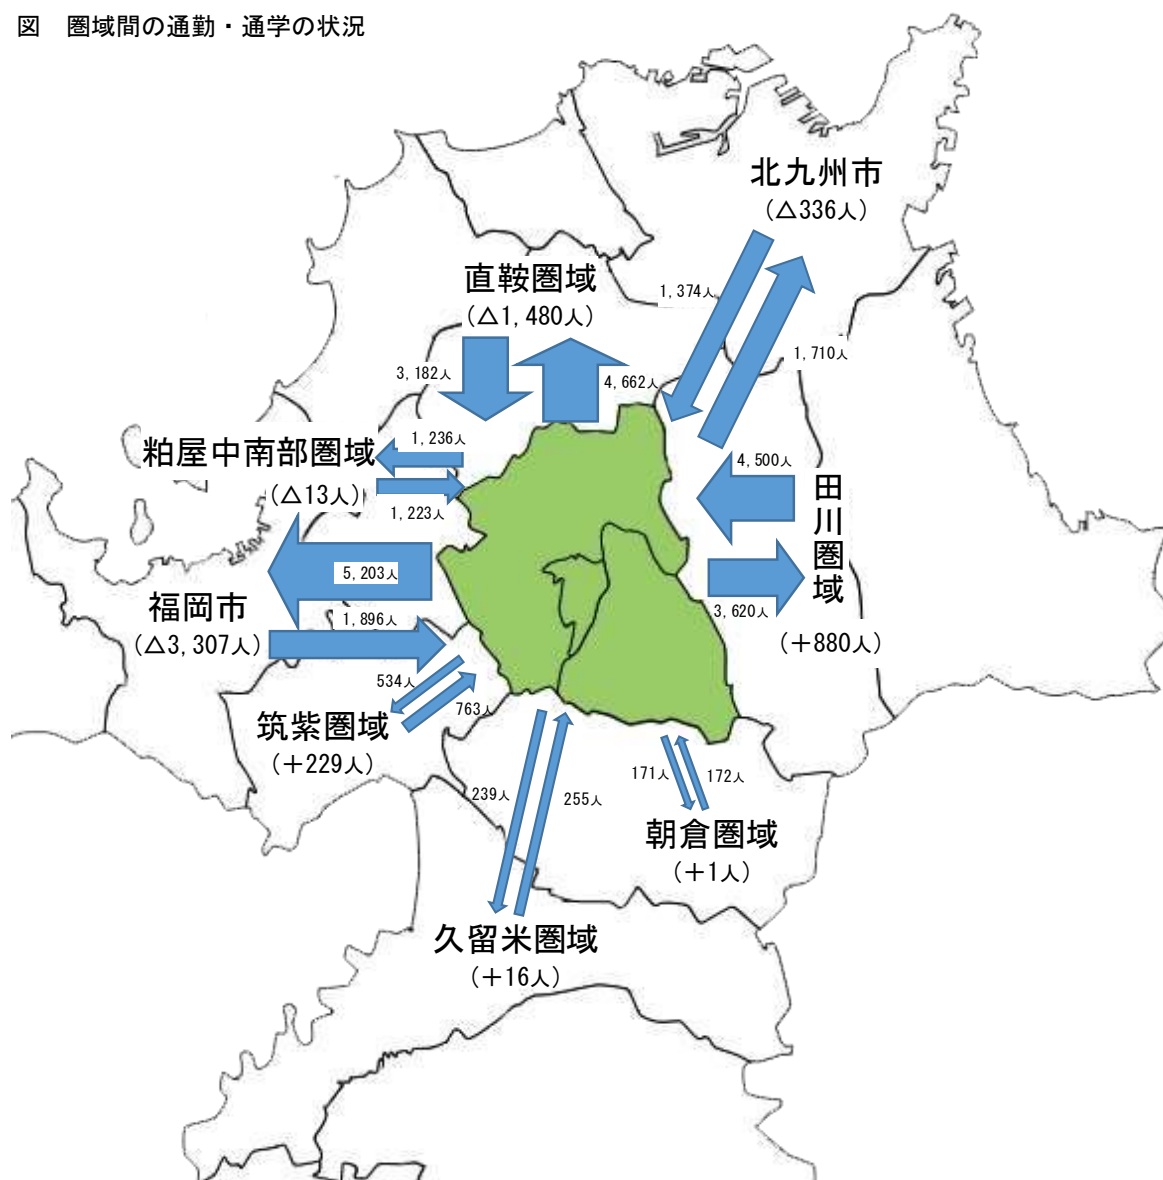 図　圏域間の通勤・通学の状況
北九州市
(△336人)
直鞍圏域
(△1,480人)
1,374人
1,710人
3,182人
4,662人
1,236人
粕屋中南部圏域
(△13人)
1,223人
4,500人
田川圏域
3,620人
(＋880人)
5,203人
福岡市
(△3,307人)
1,896人
534人
763人
筑紫圏域
(＋229人)
239人
255人
171人
172人
朝倉圏域
(＋1人)
久留米圏域
(＋16人)